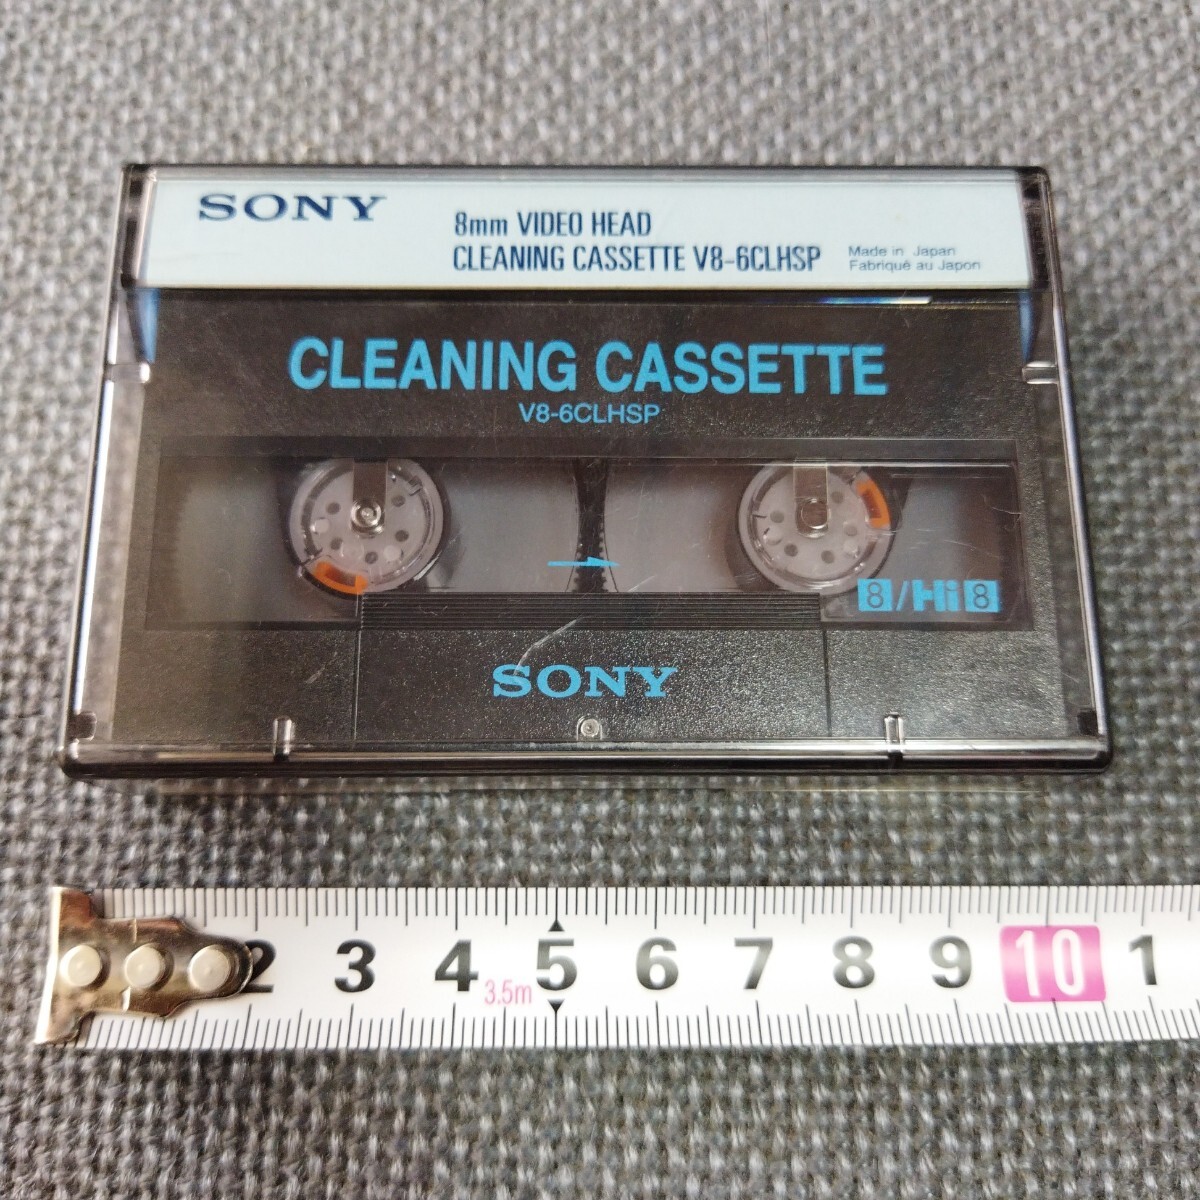 SONY
8mm VIDEO HEAD
CLEANING CASSETTE V8-6CLHSP
Made in Japan
Fabriqué au Japon
CLEANING CASSETTE
V8-6CLHSP
8/Hi8
SONY
2 3 4 5 6 7 8 9 10 1
3.5m